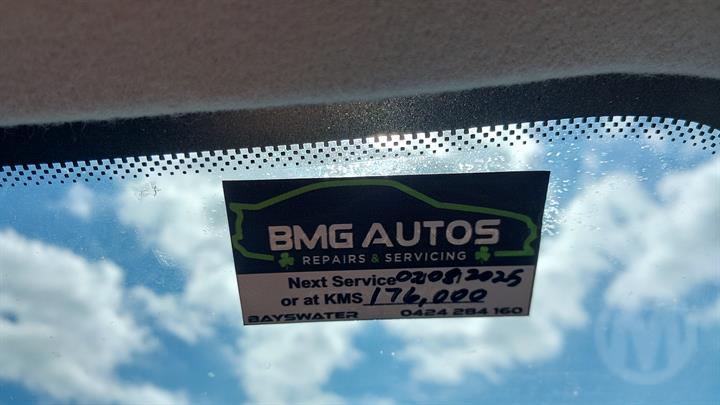 BMG AUTOS
REPAIRS & SERVICING
Next Service 02.08.2025
or at KMS 176,000
BAYSWATER 0424 284 160
M